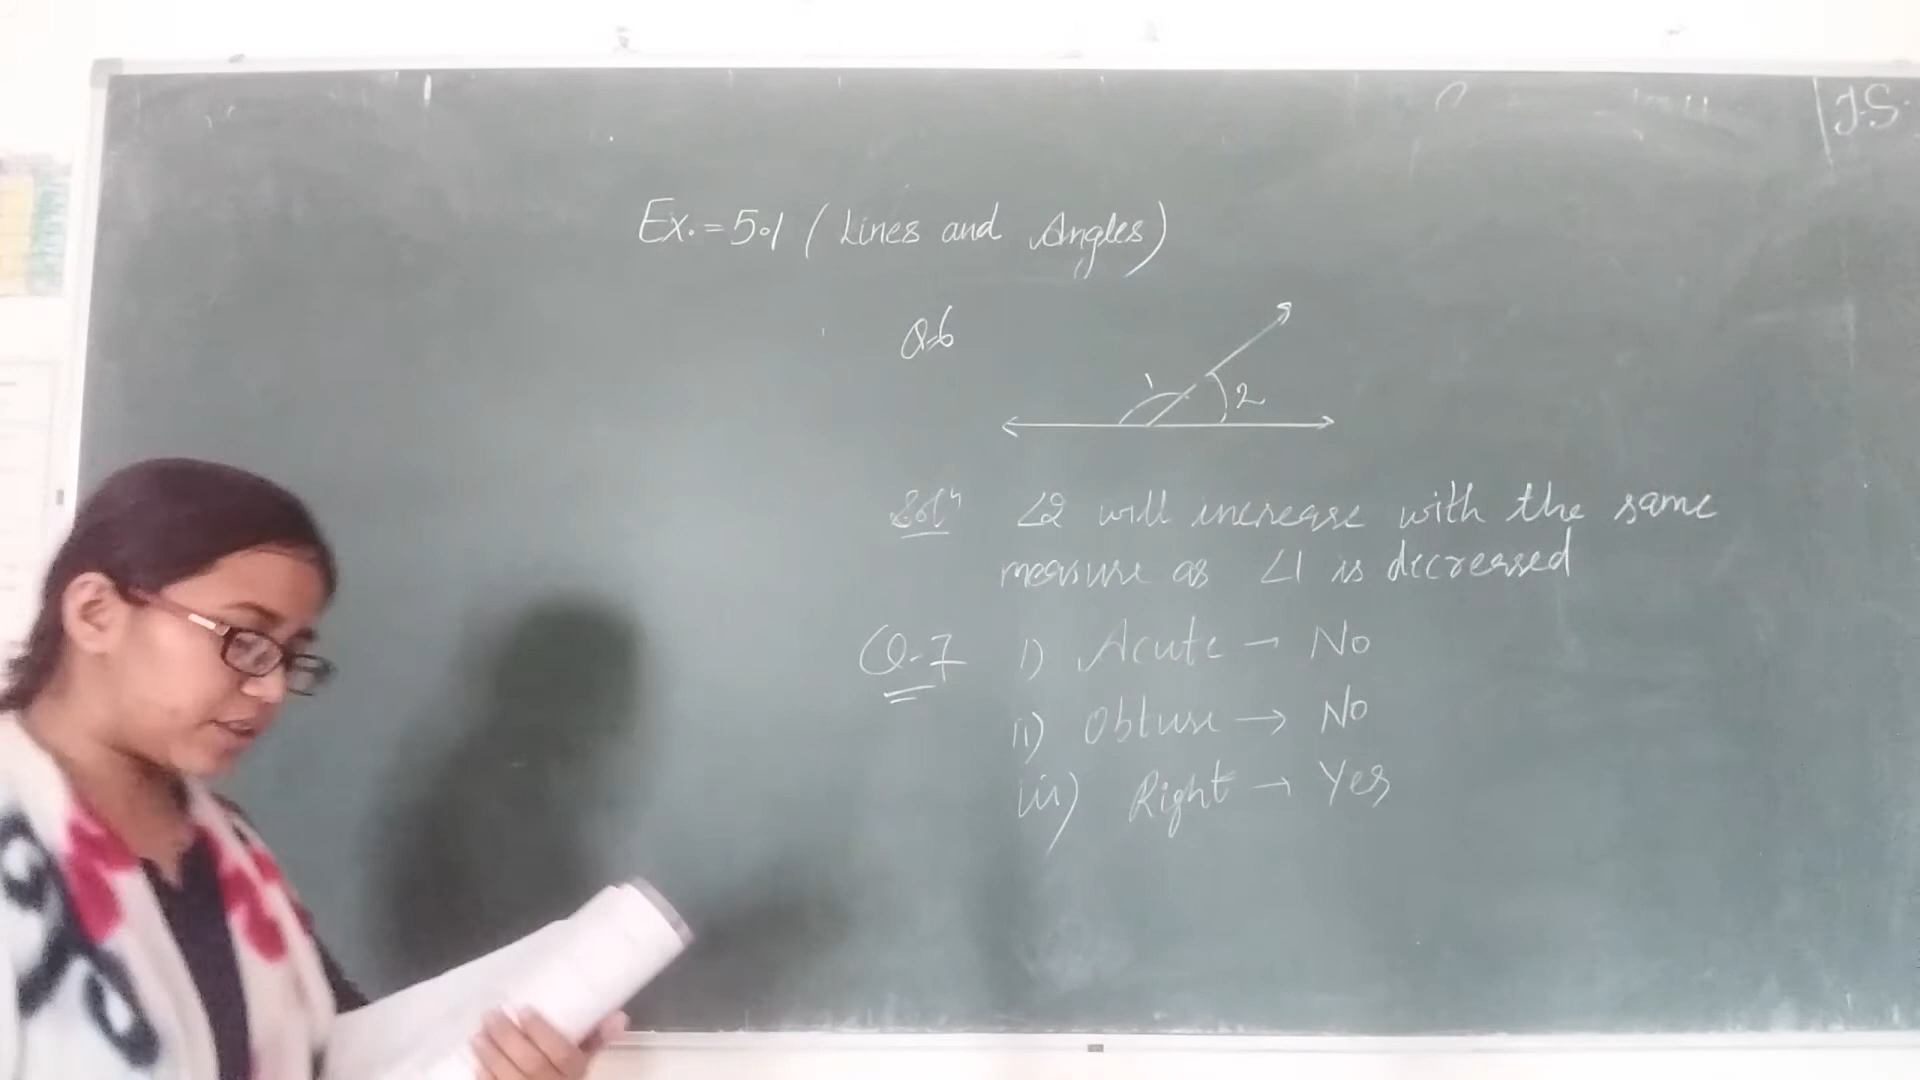 J.S.
Ex. = 5.1 (Lines and Angles)
Q.6
1
2
Solⁿ ∠2 will increase with the same
measure as ∠1 is decreased
Q.7 i) Acute → No
ii) Obtuse → No
iii) Right → Yes